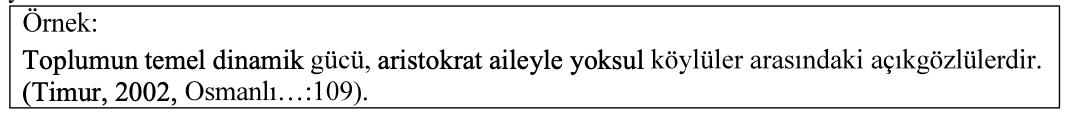 Örnek:
Toplumun temel dinamik gücü, aristokrat aileyle yoksul köylüler arasındaki açıkgözlülerdir.
(Timur, 2002, Osmanlı…:109).